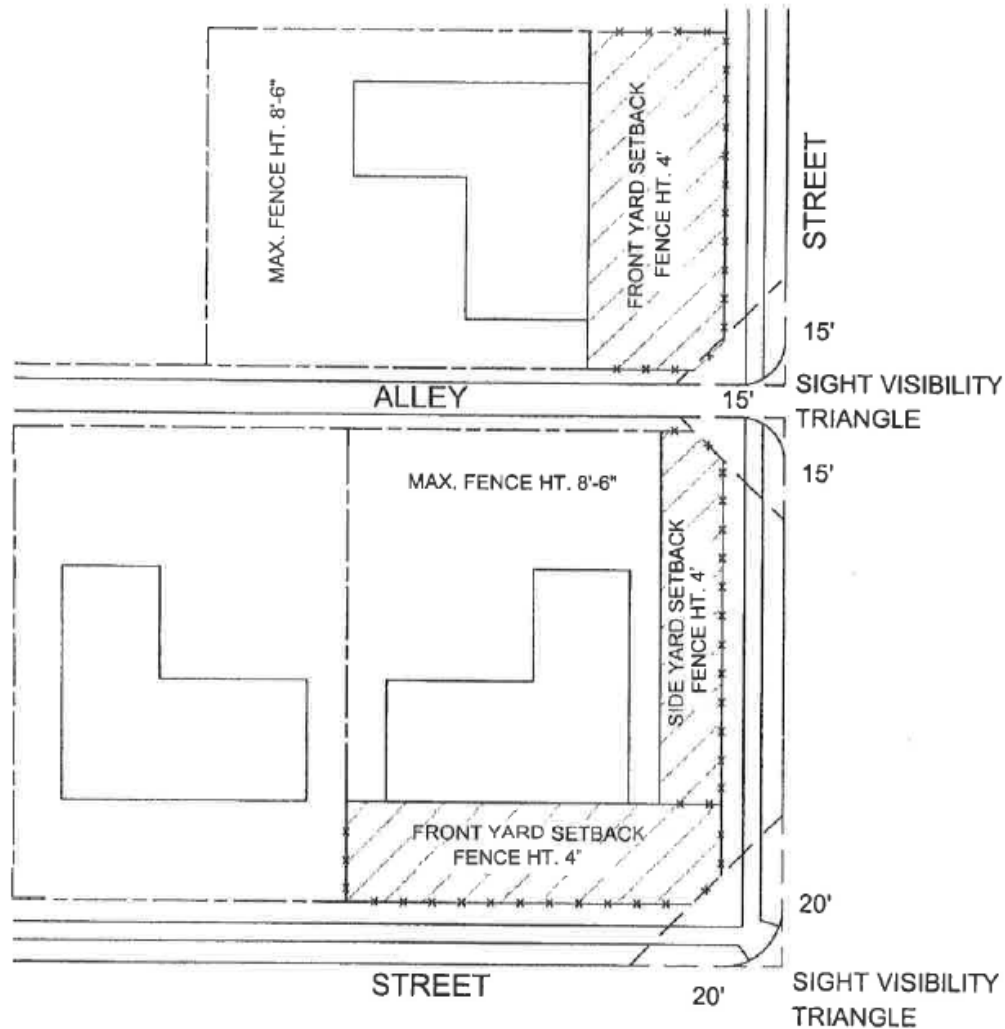 MAX. FENCE HT. 8'-6"
FRONT YARD SETBACK
FENCE HT. 4'
STREET
15'
ALLEY
15'
SIGHT VISIBILITY
TRIANGLE
15'
MAX. FENCE HT. 8'-6"
SIDE YARD SETBACK
FENCE HT. 4'
FRONT YARD SETBACK
FENCE HT. 4'
20'
STREET
20'
SIGHT VISIBILITY
TRIANGLE